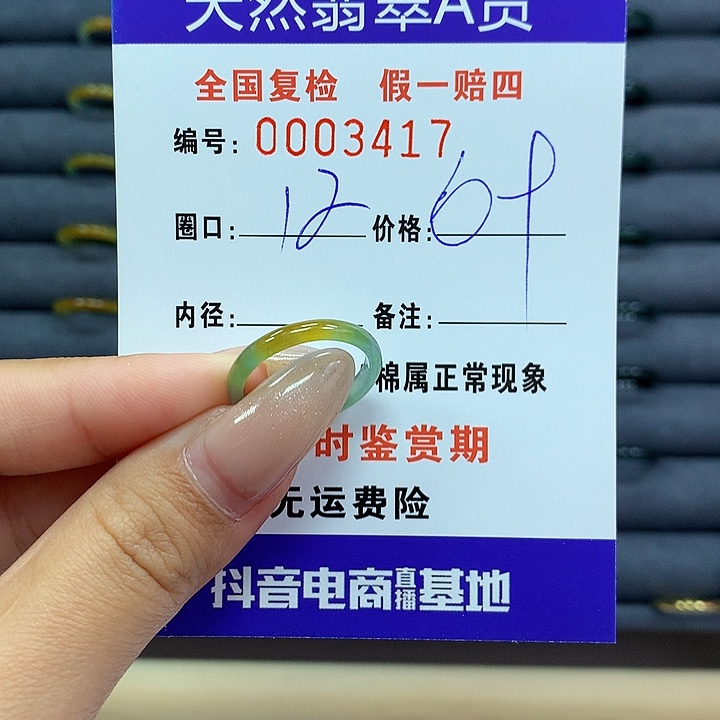 天然翡翠A货
全国复检 假一赔四
编号: 0003417
圈口: 12 价格: 69
内径: 备注:
棉属正常现象
时鉴赏期
无运费险
抖音电商直播基地